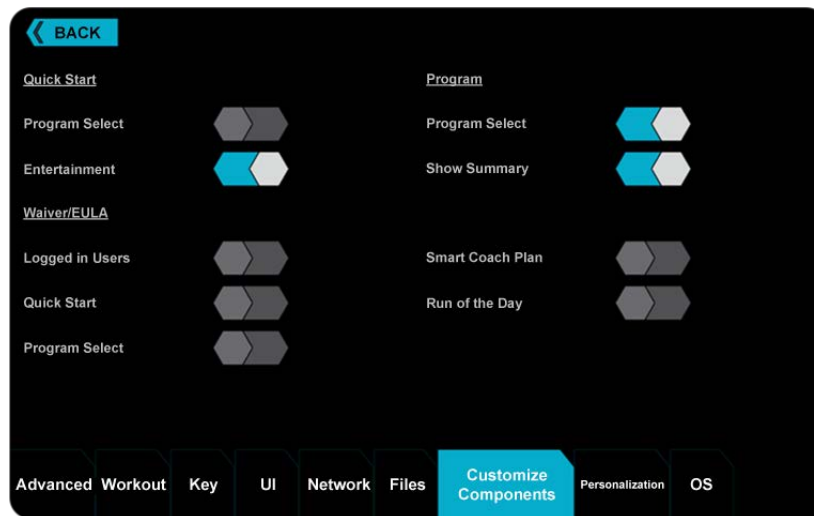 BACK
Quick Start
Program Select
Entertainment
Waiver/EULA
Logged in Users
Quick Start
Program Select
Program
Program Select
Show Summary
Smart Coach Plan
Run of the Day
Advanced Workout Key UI Network Files Customize Components Personalization OS